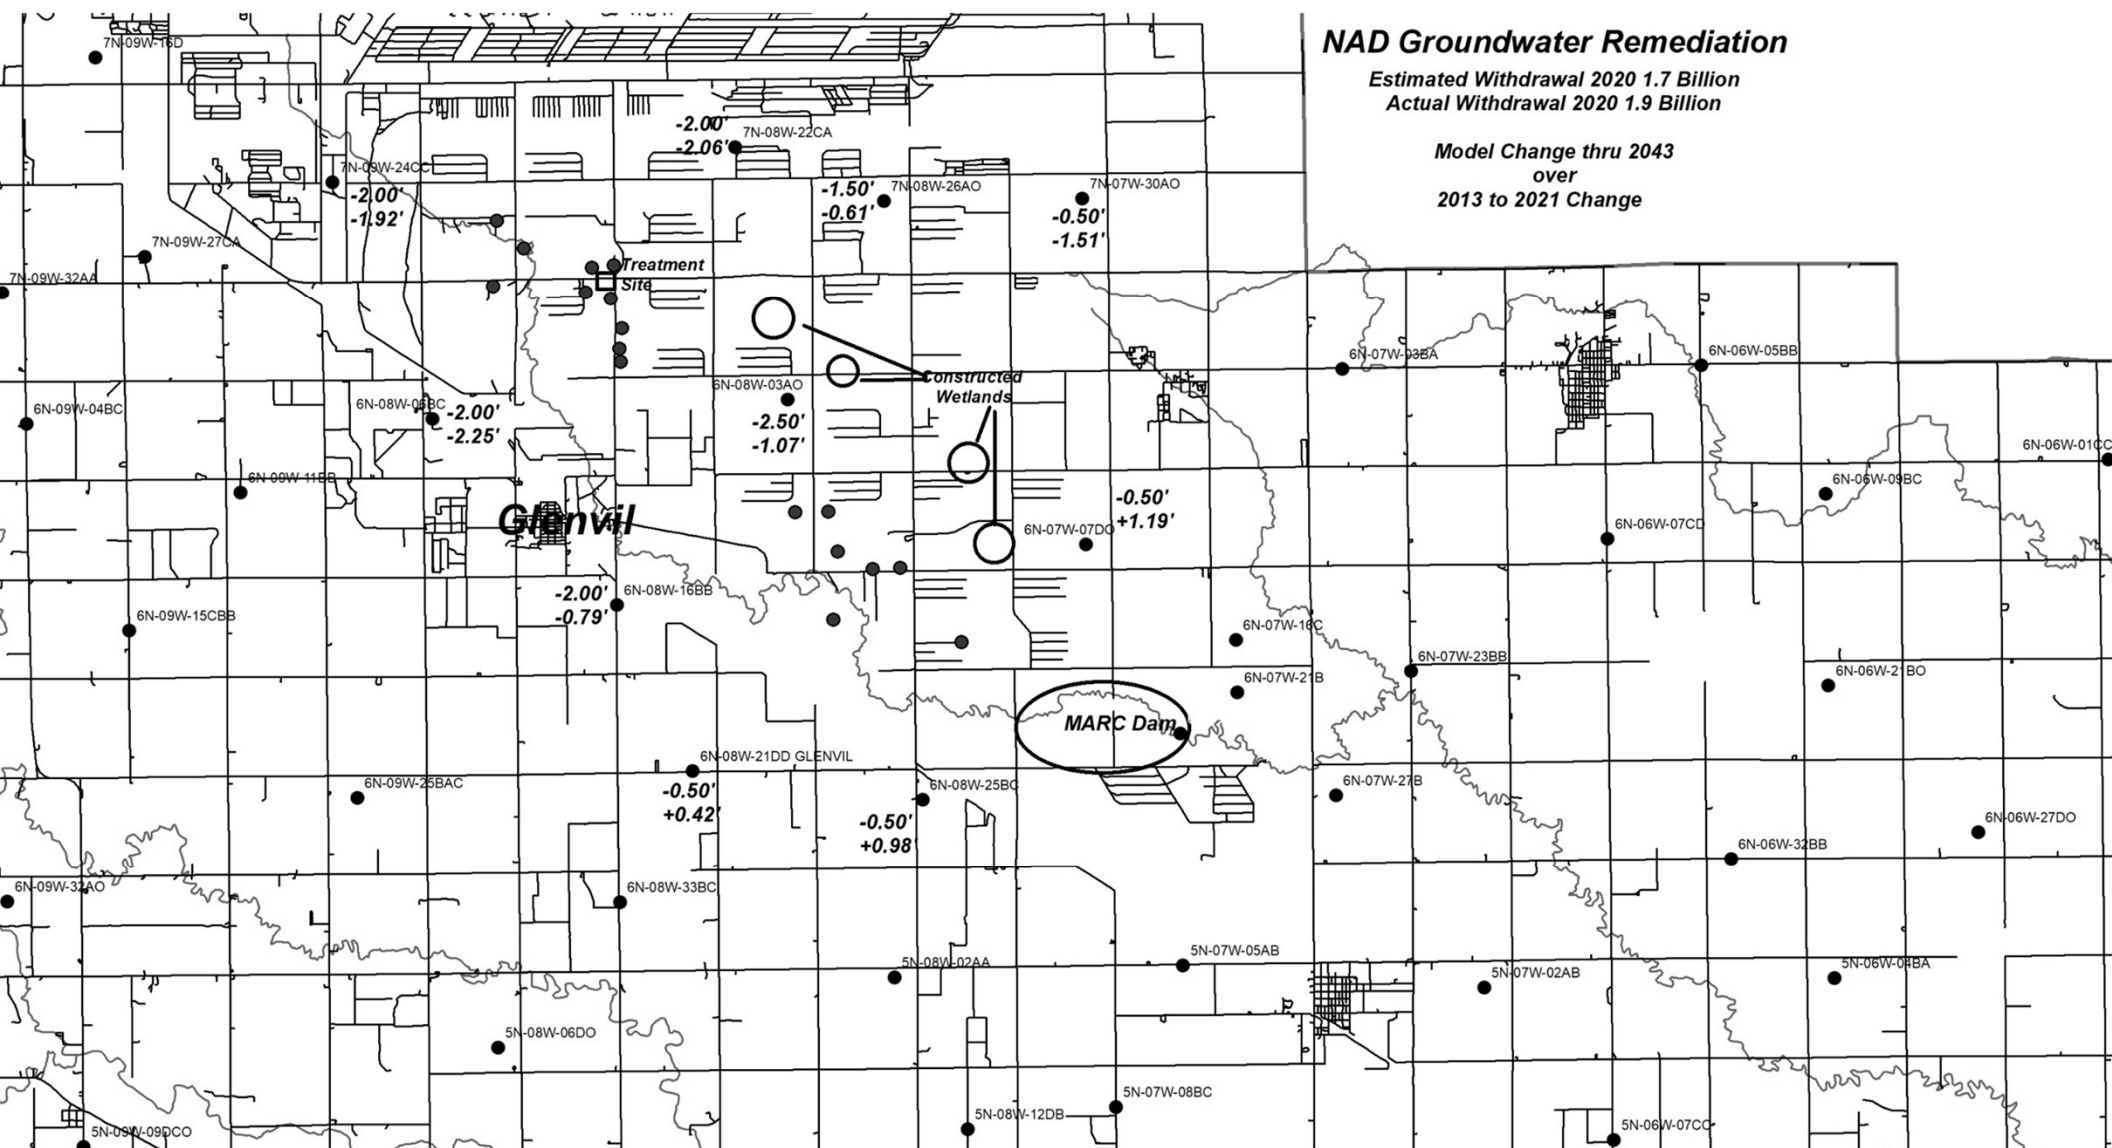 NAD Groundwater Remediation
Estimated Withdrawal 2020 1.7 Billion
Actual Withdrawal 2020 1.9 Billion
Model Change thru 2043
over
2013 to 2021 Change
7N-09W-16D
-2.00'
-2.06'
7N-08W-22CA
7N-09W-24CC
-2.00'
-1.92'
-1.50'
-0.61'
7N-08W-26AO
7N-07W-30AO
-0.50'
-1.51'
7N-09W-27CA
7N-09W-32AA
Treatment
Site
6N-07W-03BA
6N-06W-05BB
Constructed
Wetlands
6N-08W-03AO
-2.50'
-1.07'
6N-09W-04BC
6N-08W-06BC
-2.00'
-2.25'
6N-06W-01CC
6N-09W-11BB
6N-06W-09BC
-0.50'
+1.19'
6N-07W-07DO
6N-06W-07CD
Glenvil
-2.00'
-0.79'
6N-08W-16BB
6N-09W-15CBB
6N-07W-16C
6N-07W-23BB
6N-07W-21B
6N-06W-21BO
MARC Dam
6N-08W-21DD GLENVIL
-0.50'
+0.42'
6N-09W-25BAC
6N-08W-25BC
-0.50'
+0.98'
6N-07W-27B
6N-06W-27DO
6N-06W-32BB
6N-09W-32AO
6N-08W-33BC
5N-08W-02AA
5N-07W-05AB
5N-07W-02AB
5N-06W-04BA
5N-08W-06DO
5N-07W-08BC
5N-08W-12DB
5N-06W-07CC
5N-09W-09DCO